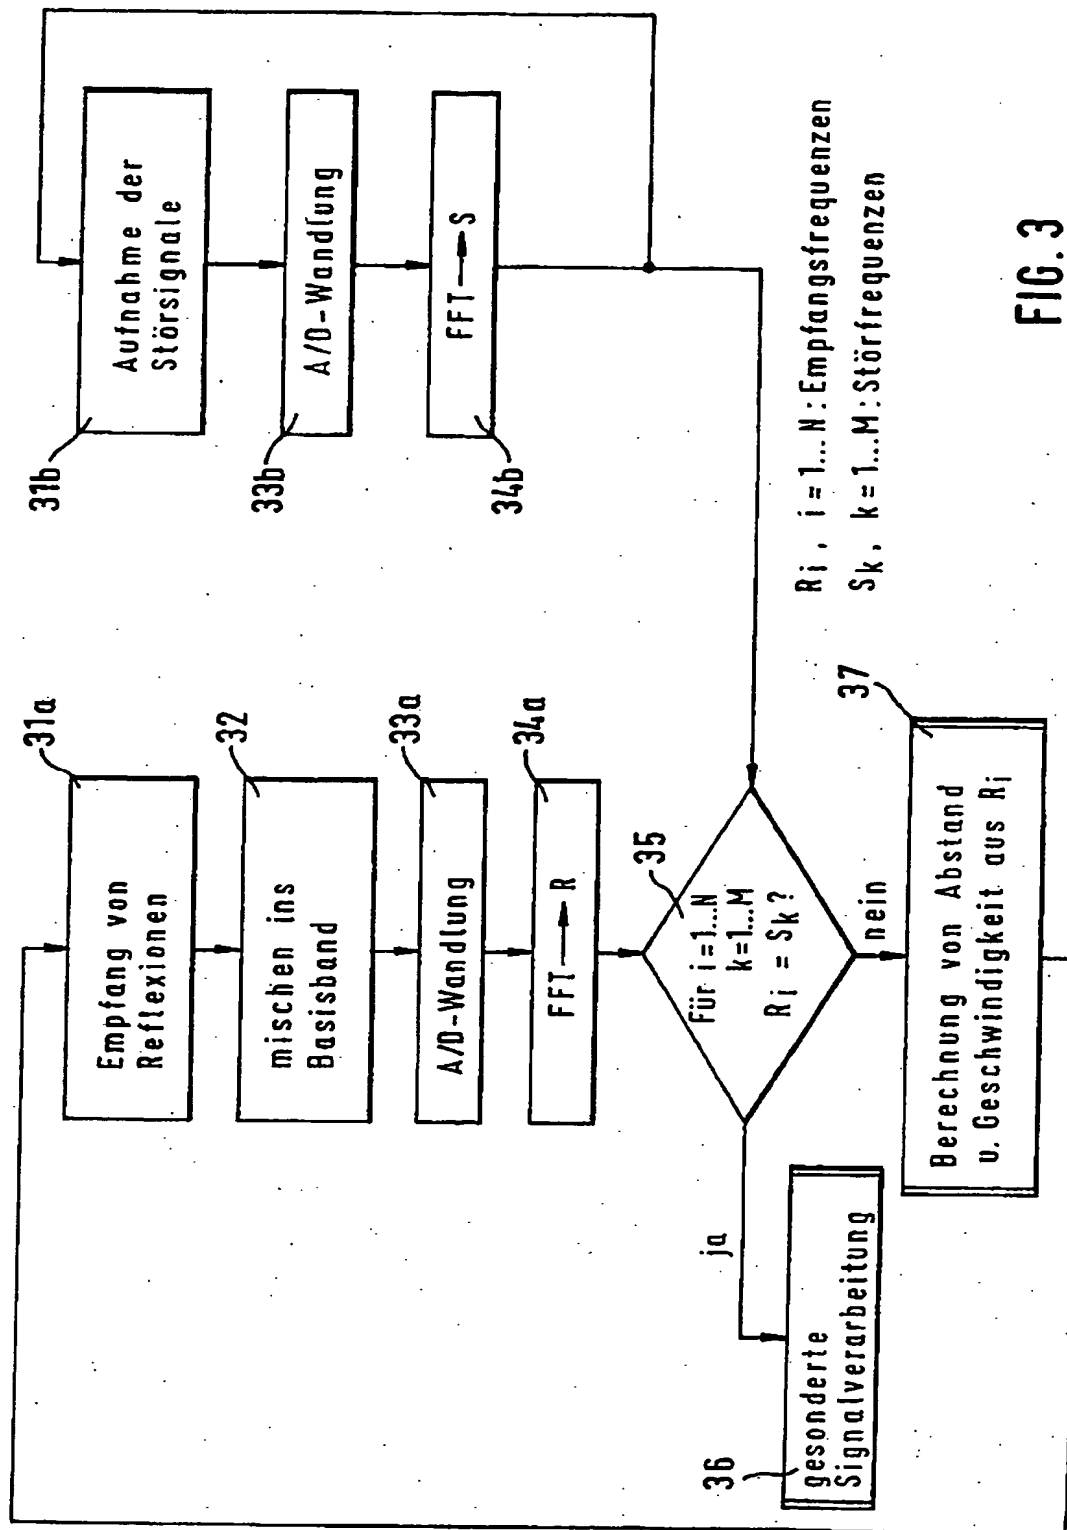 31a
Empfang von
Reflexionen
32
mischen ins
Basisband
33a
A/D-Wandlung
34a
FFT → R
35
Für i=1...N
k=1...M
Ri = Sk ?
ja
nein
36
gesonderte
Signalverarbeitung
37
Berechnung von Abstand
u. Geschwindigkeit aus Ri
31b
Aufnahme der
Störsignale
33b
A/D-Wandlung
34b
FFT → S
Ri, i=1...N: Empfangsfrequenzen
Sk, k=1...M: Störfrequenzen
FIG. 3